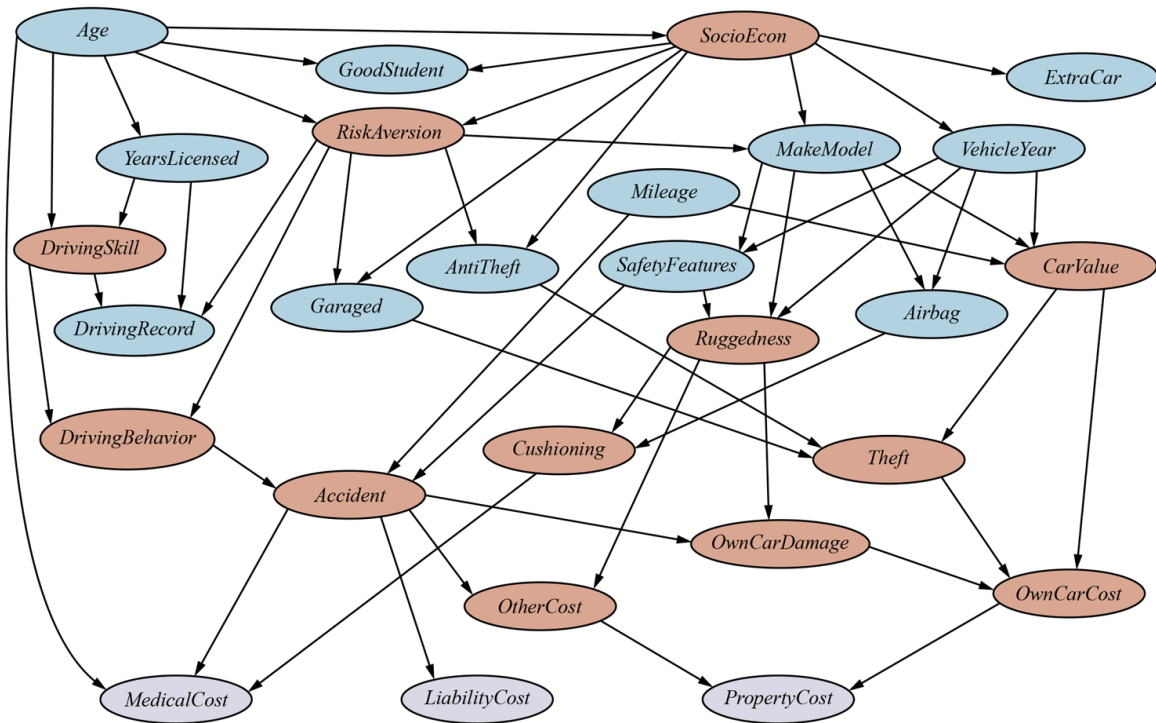 Age
SocioEcon
GoodStudent
ExtraCar
RiskAversion
YearsLicensed
MakeModel
VehicleYear
Mileage
DrivingSkill
AntiTheft
SafetyFeatures
CarValue
Garaged
Airbag
DrivingRecord
Ruggedness
DrivingBehavior
Cushioning
Theft
Accident
OwnCarDamage
OtherCost
OwnCarCost
MedicalCost
LiabilityCost
PropertyCost